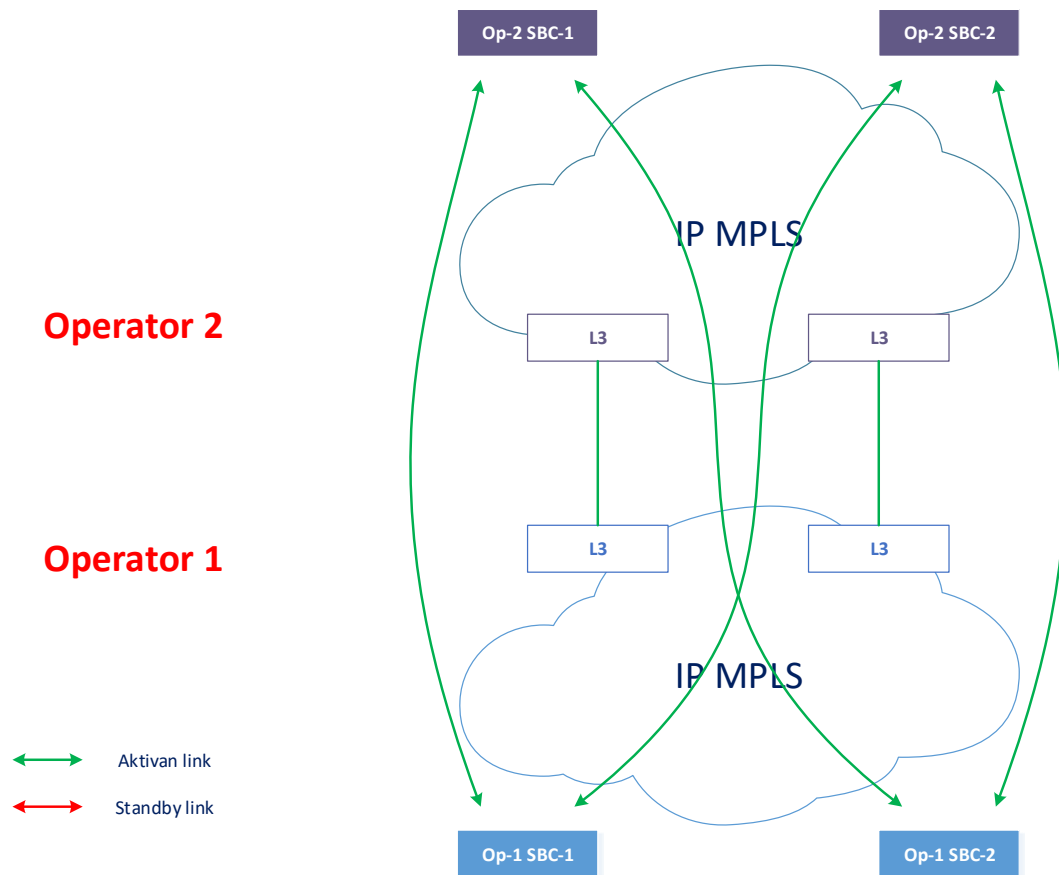 Op-2 SBC-1
Op-2 SBC-2
IP MPLS
Operator 2
L3
L3
Operator 1
L3
L3
IP MPLS
Aktivan link
Standby link
Op-1 SBC-1
Op-1 SBC-2